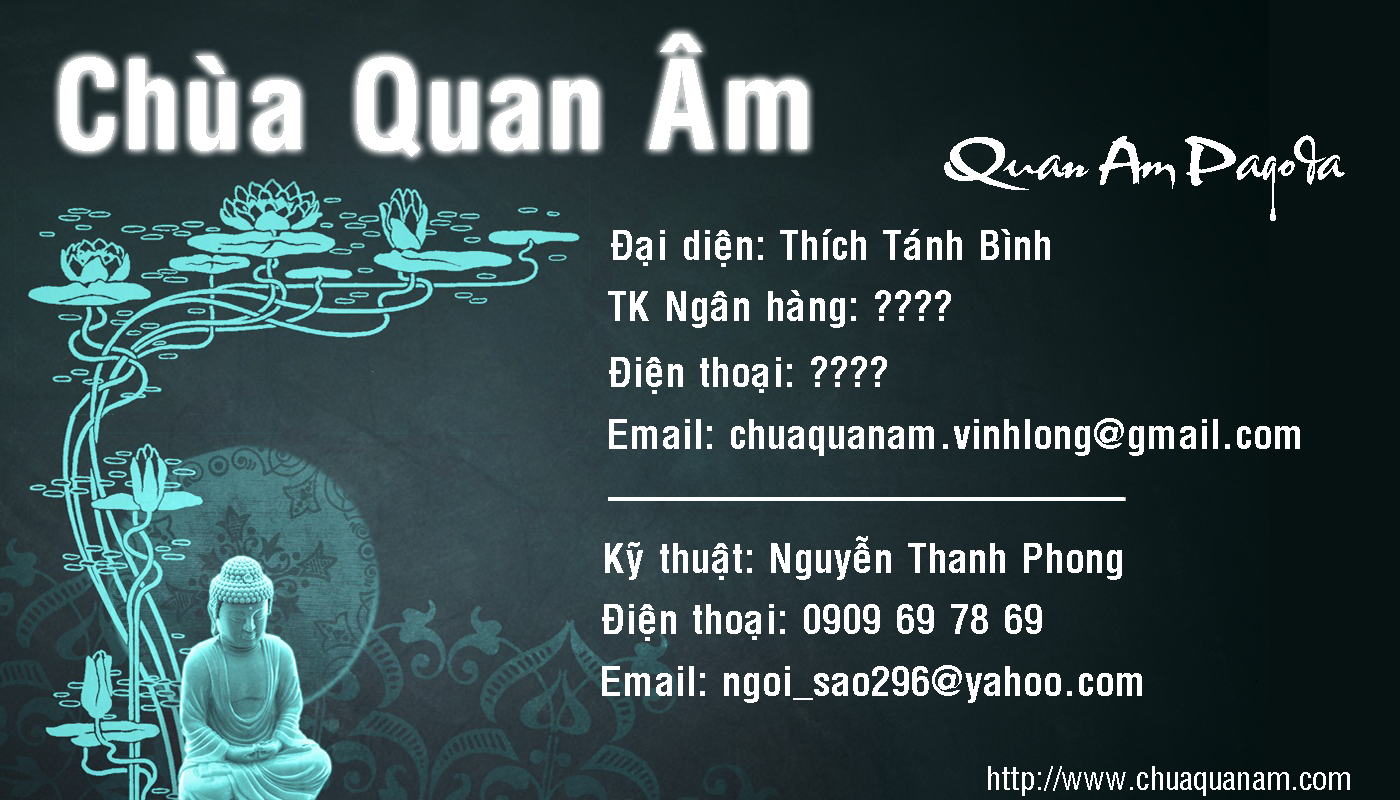 Chùa Quan Âm
Quan Am Pagoda
Đại diện: Thích Tánh Bình
TK Ngân hàng: ????
Điện thoại: ????
Email: chuaquanam.vinhlong@gmail.com
Kỹ thuật: Nguyễn Thanh Phong
Điện thoại: 0909 69 78 69
Email: ngoi_sao296@yahoo.com
http://www.chuaquanam.com